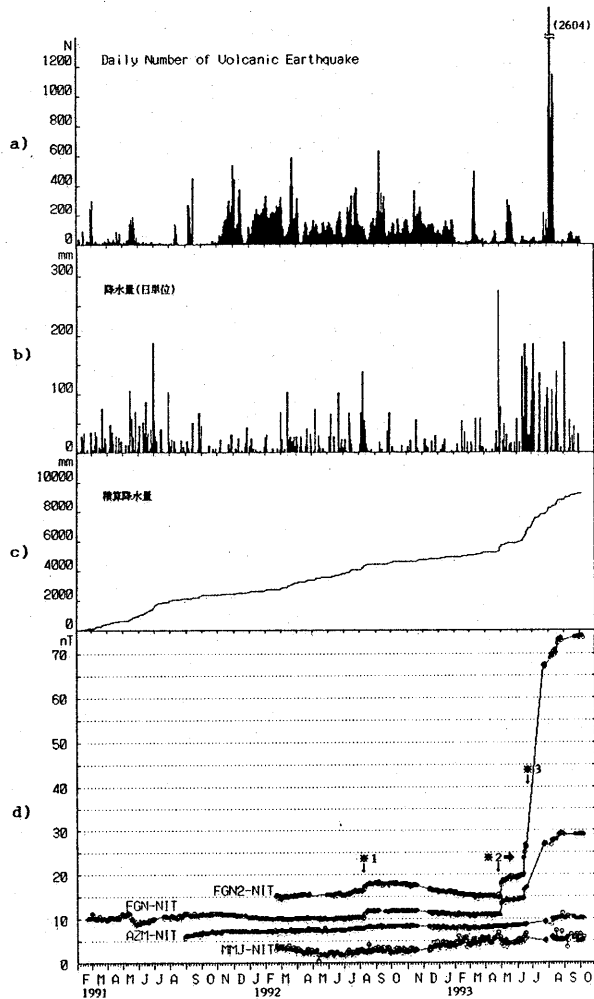 N
(2604)
Daily Number of Volcanic Earthquake
a)
1200
1000
800
600
400
200
0
mm
300
降水量(日単位)
b)
200
100
0
mm
10000
積算降水量
8000
c)
6000
4000
2000
0
nT
70
60
50
40
※3
d)
30
※1
※2→
20
FGN2-NIT
FGN-NIT
10
AZM-NIT
MMJ-NIT
0
F M A M J J A S O N D J F M A M J J A S O N D J F M A M J J A S O
1991 1992 1993